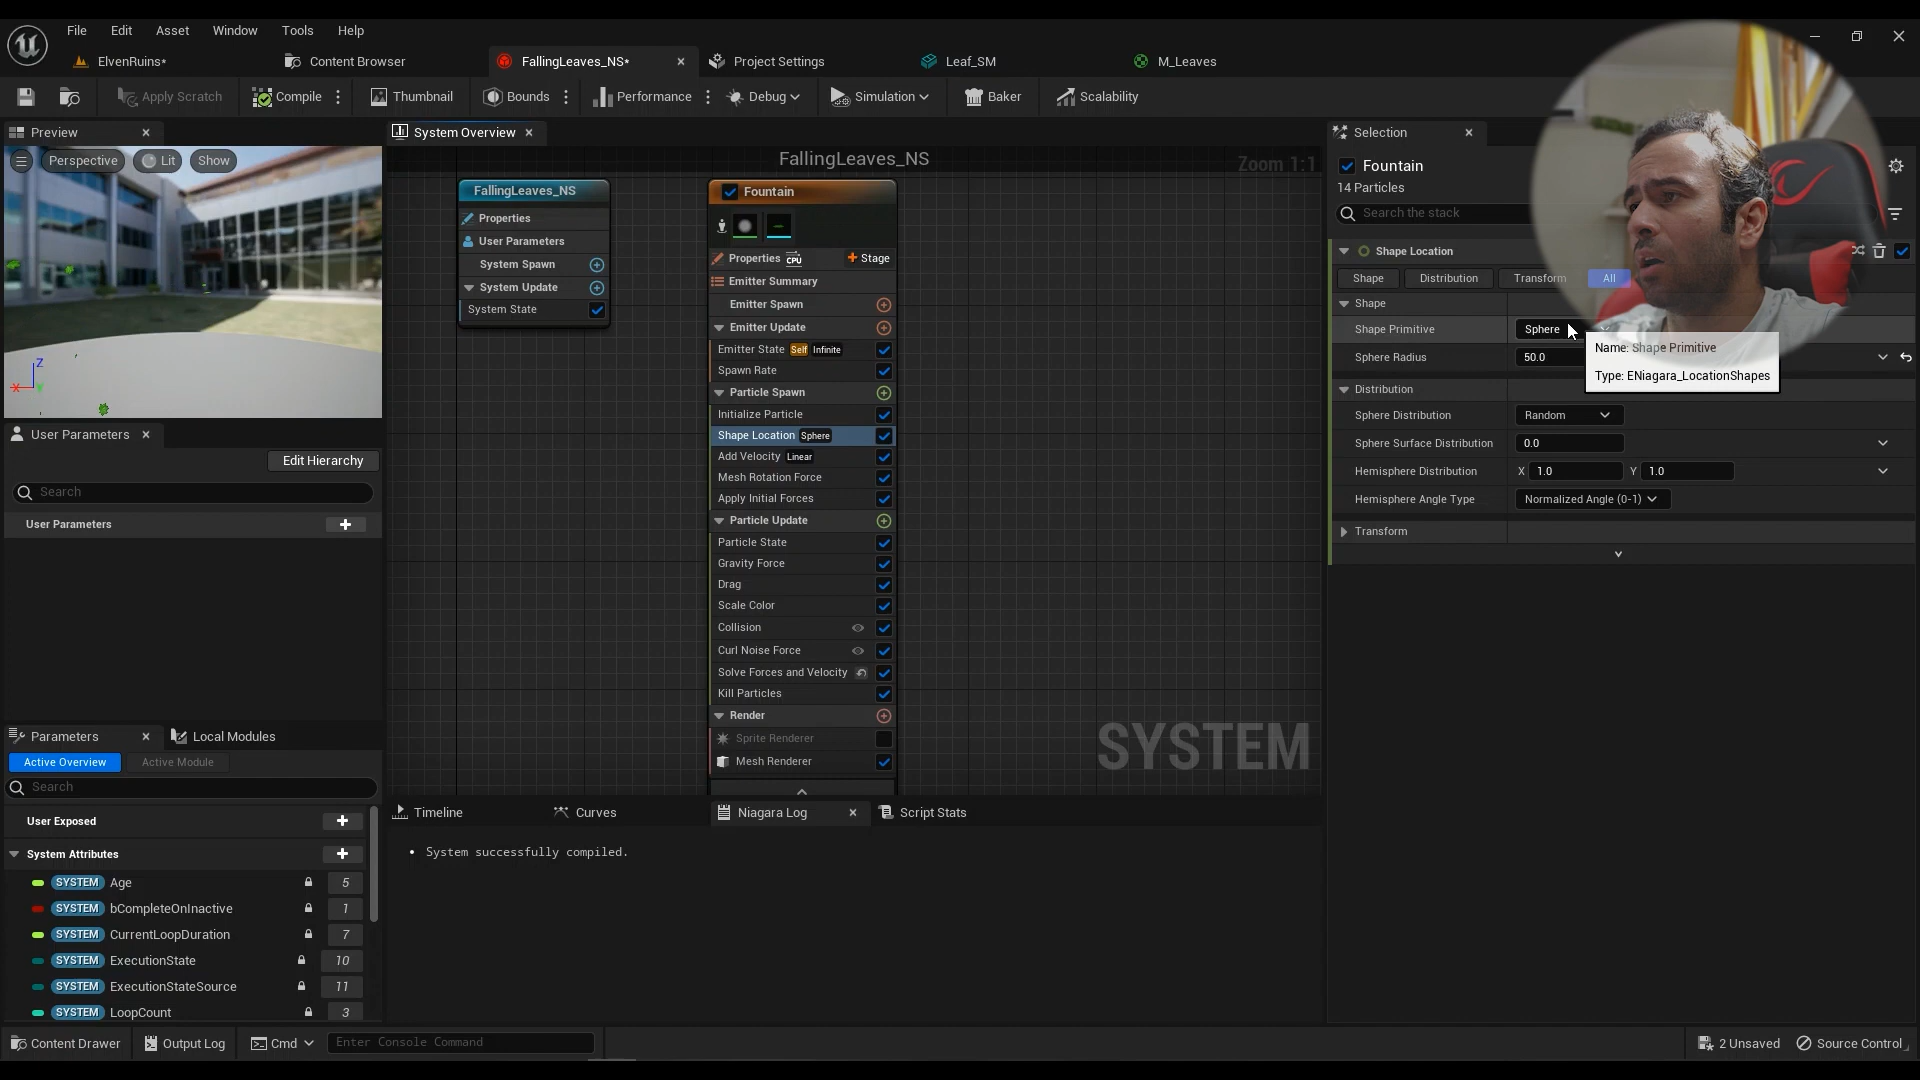 File Edit Asset Window Tools Help
ElvenRuins* Content Browser FallingLeaves_NS* Project Settings Leaf_SM M_Leaves
Apply Scratch Compile Thumbnail Bounds Performance Debug Simulation Baker Scalability
Preview
Perspective Lit Show
Z
X
Y
User Parameters
Edit Hierarchy
Search
User Parameters
Parameters Local Modules
Active Overview Active Module
Search
User Exposed
System Attributes
SYSTEM Age 5
SYSTEM bCompleteOnInactive 1
SYSTEM CurrentLoopDuration 7
SYSTEM ExecutionState 10
SYSTEM ExecutionStateSource 11
SYSTEM LoopCount 3
System Overview
FallingLeaves_NS
Zoom 1:1
FallingLeaves_NS
Properties
User Parameters
System Spawn
System Update
System State
Fountain
Properties CPU Stage
Emitter Summary
Emitter Spawn
Emitter Update
Emitter State Self Infinite
Spawn Rate
Particle Spawn
Initialize Particle
Shape Location Sphere
Add Velocity Linear
Mesh Rotation Force
Apply Initial Forces
Particle Update
Particle State
Gravity Force
Drag
Scale Color
Collision
Curl Noise Force
Solve Forces and Velocity
Kill Particles
Render
Sprite Renderer
Mesh Renderer
SYSTEM
Timeline Curves Niagara Log Script Stats
System successfully compiled.
Selection
Fountain
14 Particles
Search the stack
Shape Location
Shape Distribution Transform All
Shape
Shape Primitive Sphere
Sphere Radius 50.0
Name: Shape Primitive
Type: ENiagara_LocationShapes
Distribution
Sphere Distribution Random
Sphere Surface Distribution 0.0
Hemisphere Distribution X 1.0 Y 1.0
Hemisphere Angle Type Normalized Angle (0-1)
Transform
Content Drawer Output Log Cmd Enter Console Command 2 Unsaved Source Control